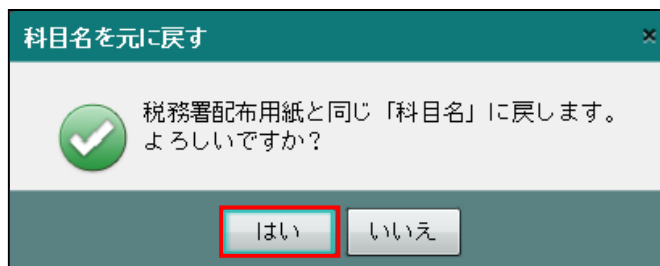 科目名を元に戻す
税務署配布用紙と同じ「科目名」に戻します。
よろしいですか？
はい
いいえ